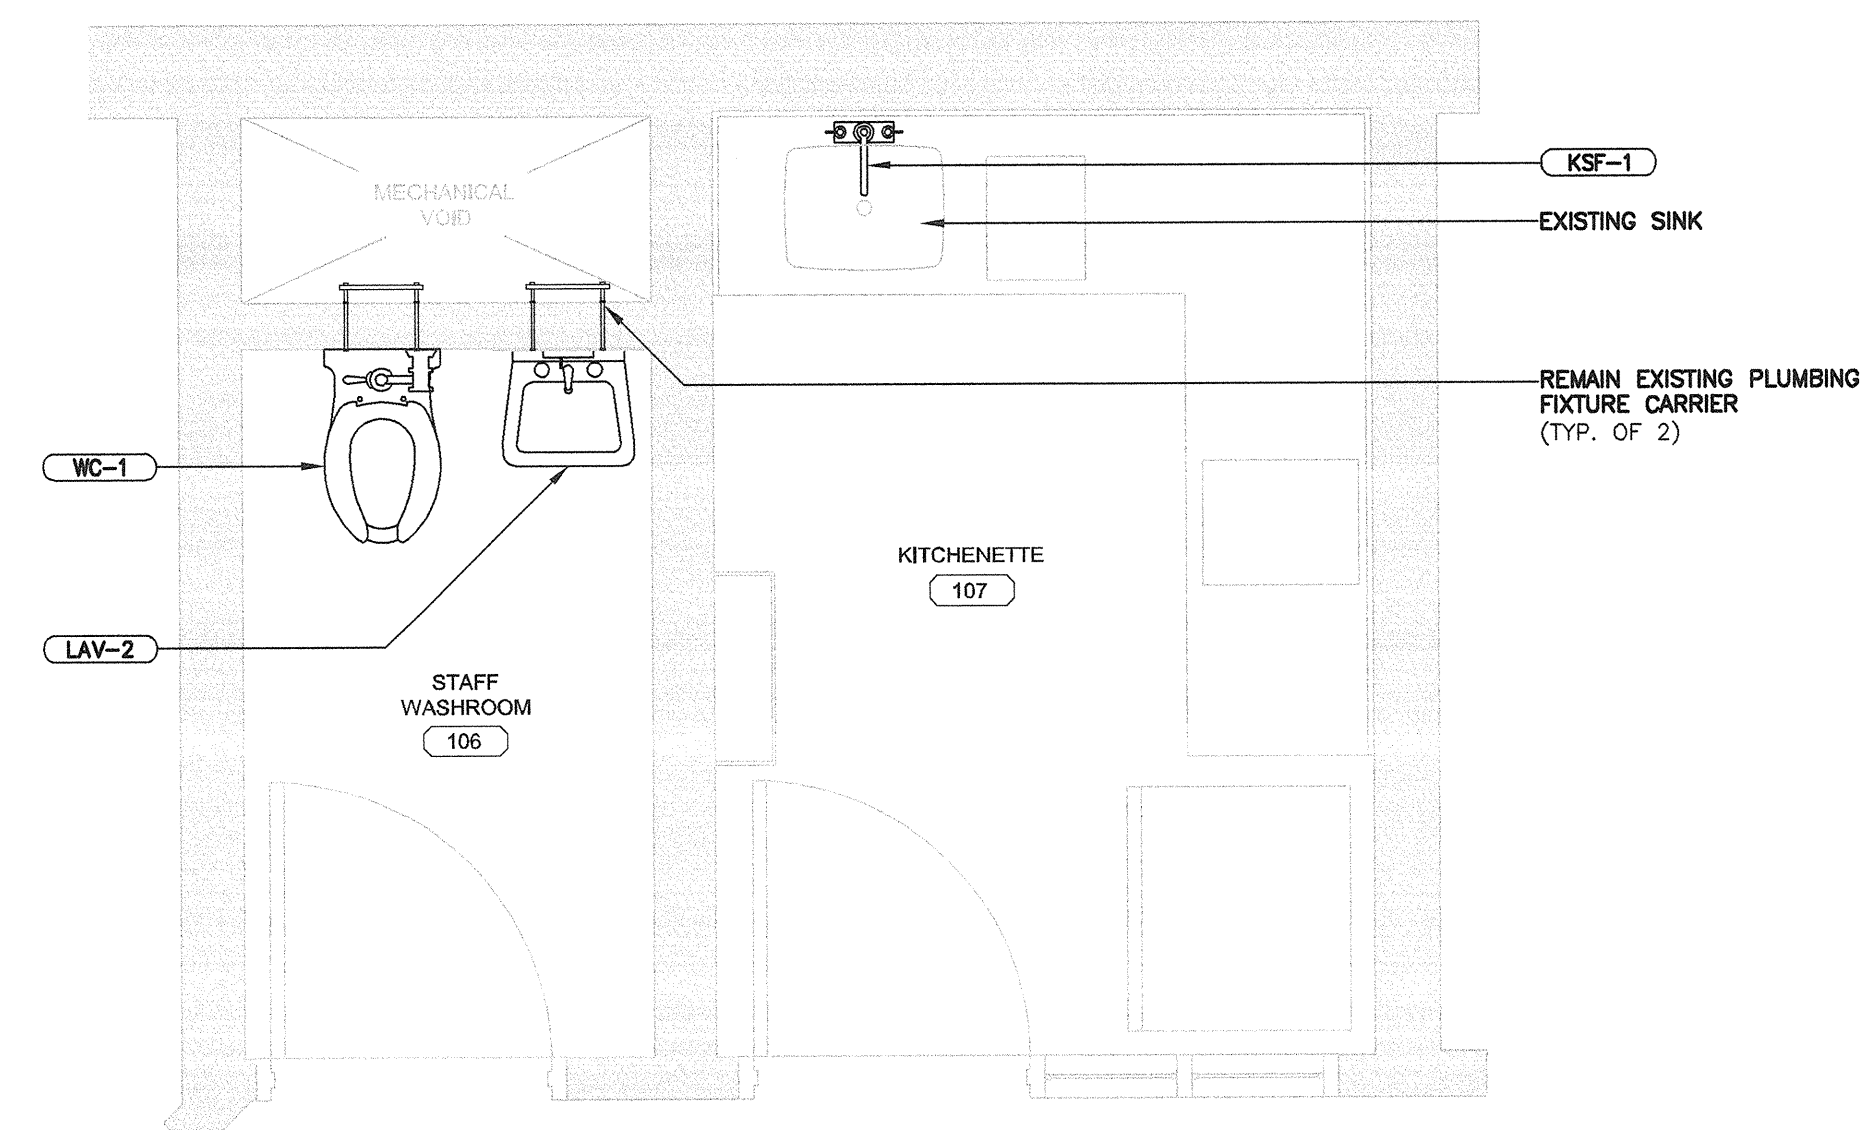 MECHANICAL
VOID
KSF-1
EXISTING SINK
REMAIN EXISTING PLUMBING
FIXTURE CARRIER
(TYP. OF 2)
WC-1
KITCHENETTE
107
LAV-2
STAFF
WASHROOM
106